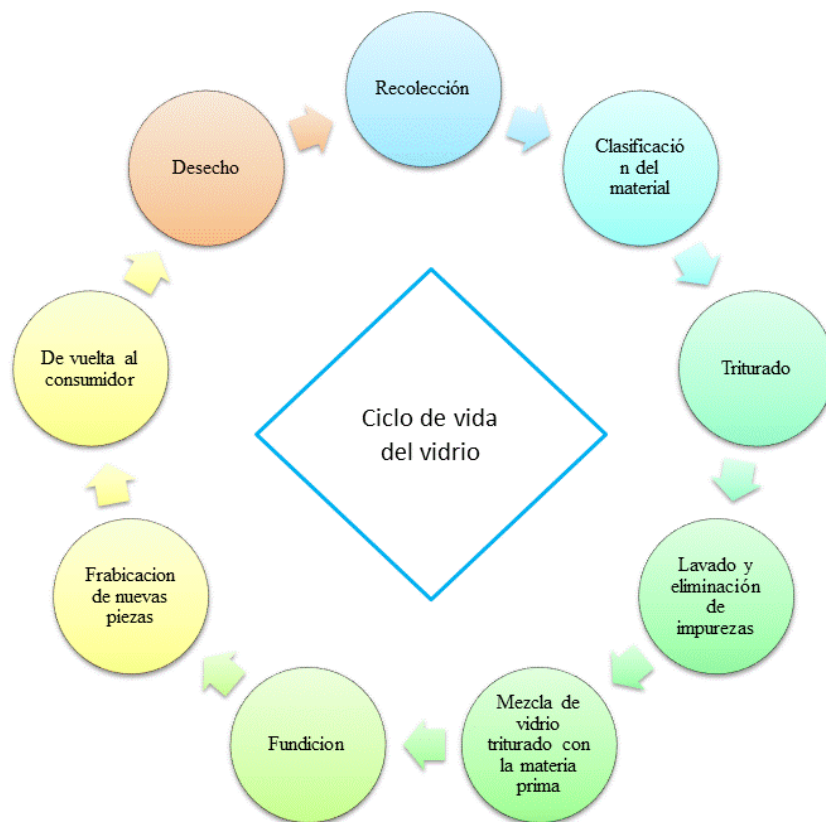 Recolección
Clasificació
n del
material
Triturado
Lavado y
eliminación de
impurezas
Mezcla de
vidrio
triturado con
la materia
prima
Fundicion
Frabicacion
de nuevas
piezas
De vuelta al
consumidor
Desecho
Ciclo de vida
del vidrio